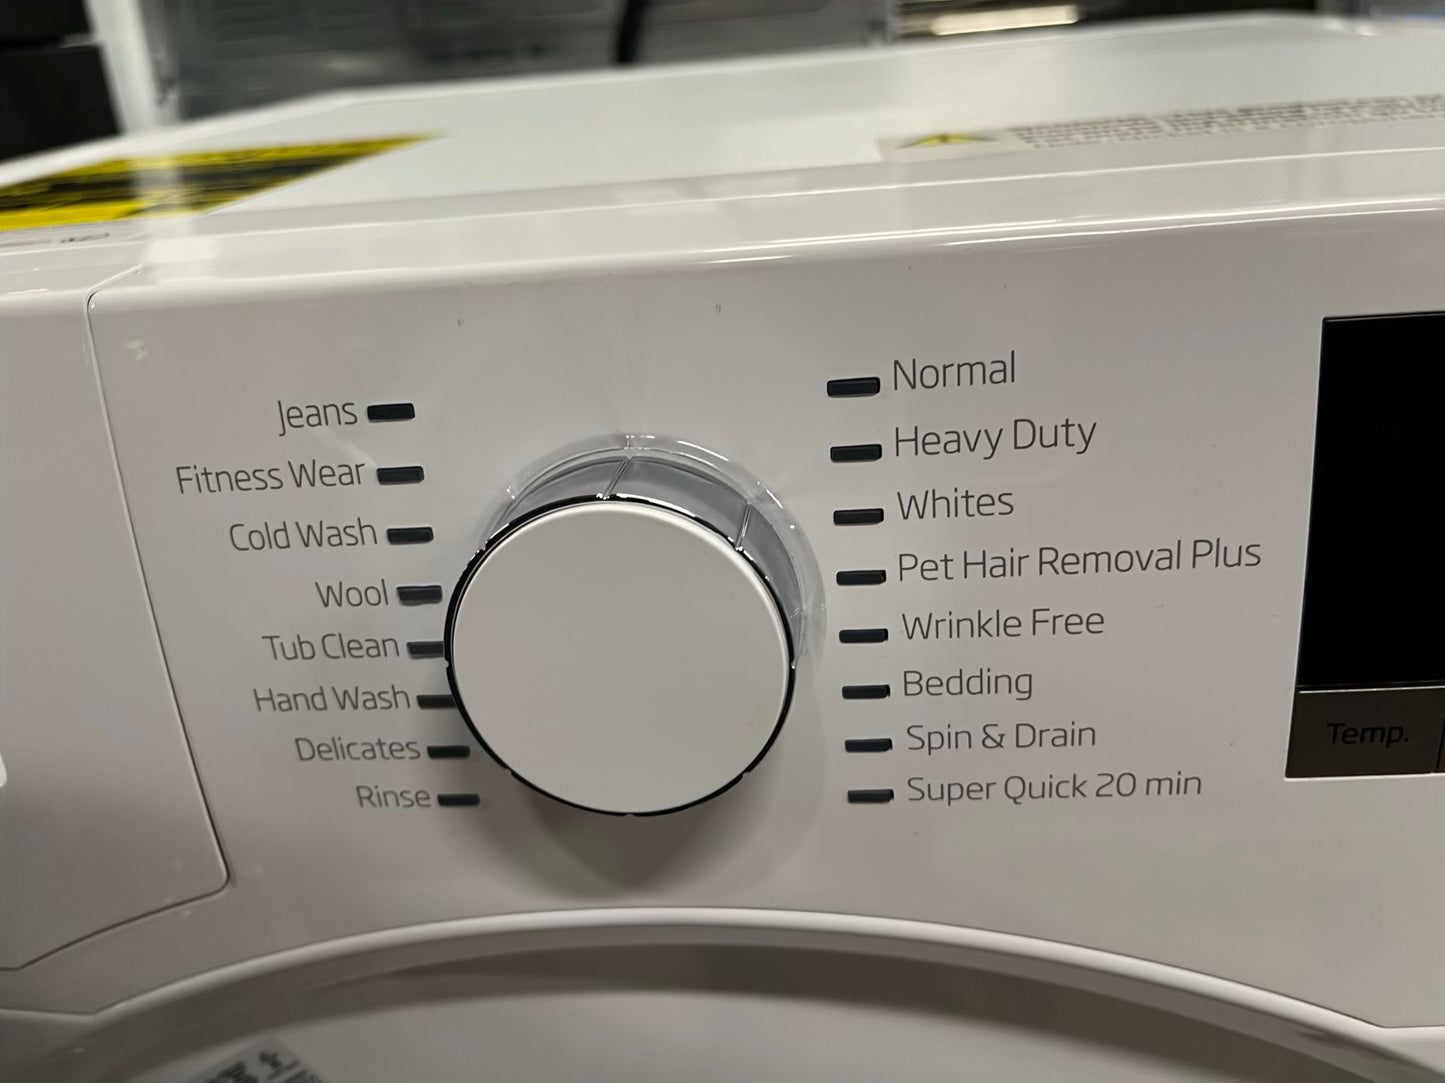 Jeans
Fitness Wear
Cold Wash
Wool
Tub Clean
Hand Wash
Delicates
Rinse
Normal
Heavy Duty
Whites
Pet Hair Removal Plus
Wrinkle Free
Bedding
Spin & Drain
Super Quick 20 min
Temp.